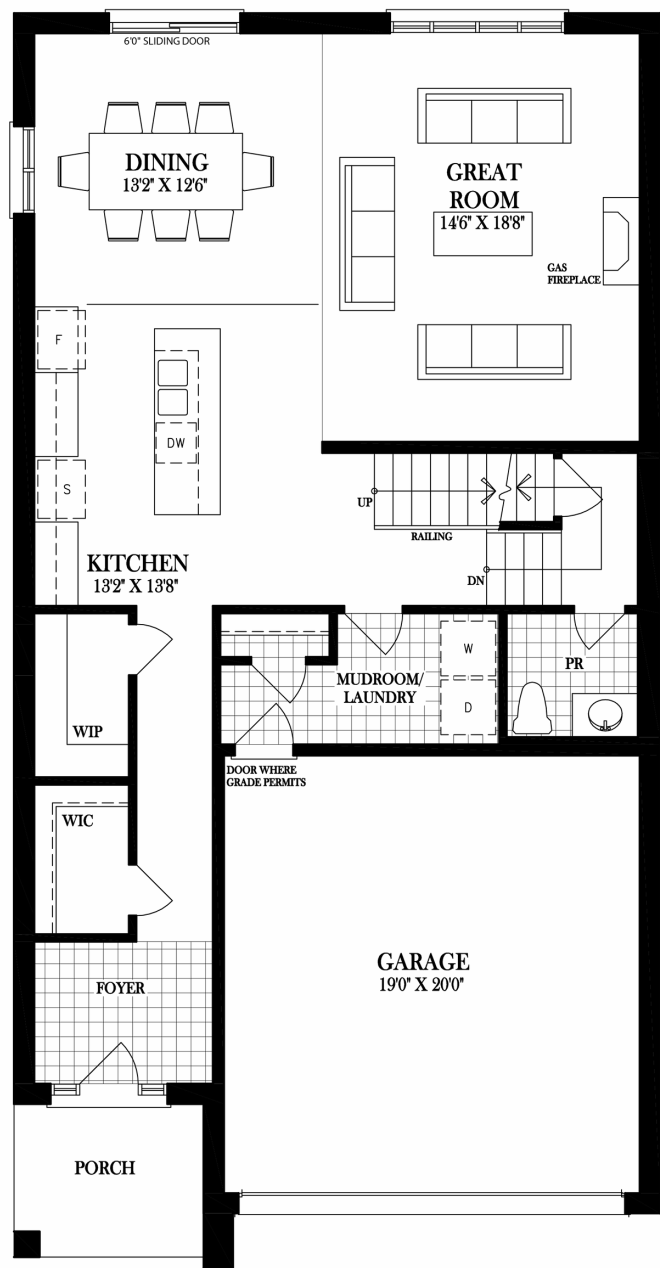 6'0" SLIDING DOOR
DINING
13'2" X 12'6"
GREAT
ROOM
14'6" X 18'8"
GAS
FIREPLACE
F
DW
S
UP
RAILING
DN
KITCHEN
13'2" X 13'8"
W
PR
MUDROOM/
LAUNDRY
D
WIP
DOOR WHERE
GRADE PERMITS
WIC
GARAGE
19'0" X 20'0"
FOYER
PORCH